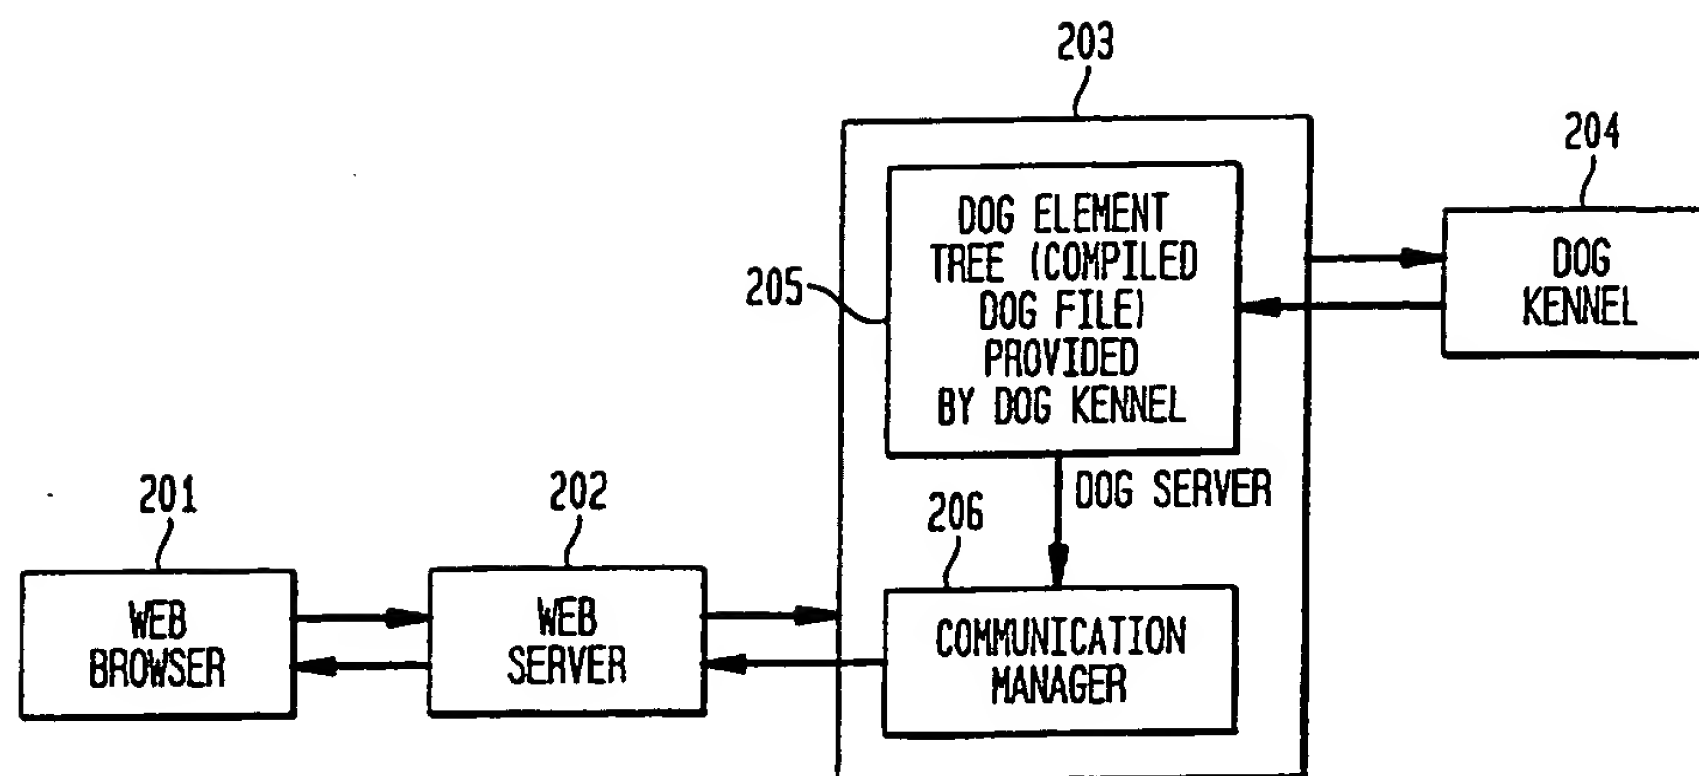 203
204
DOG ELEMENT
TREE (COMPILED
DOG FILE)
PROVIDED
BY DOG KENNEL
205
DOG
KENNEL
DOG SERVER
201
202
206
WEB
BROWSER
WEB
SERVER
COMMUNICATION
MANAGER